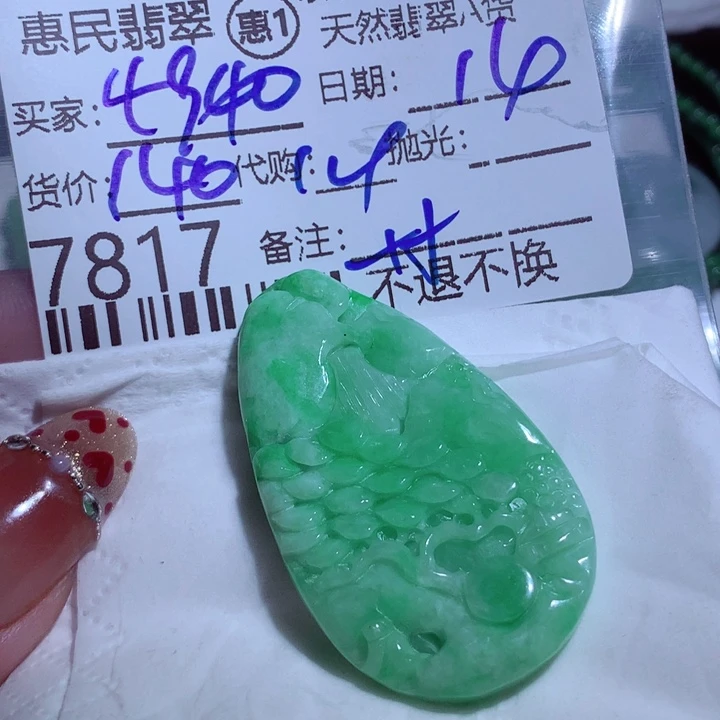 惠民翡翠 惠1 天然翡翠A货
买家: 4940 日期: 16
货价: 140 代购: 14 抛光:
7817 备注:
不退不换